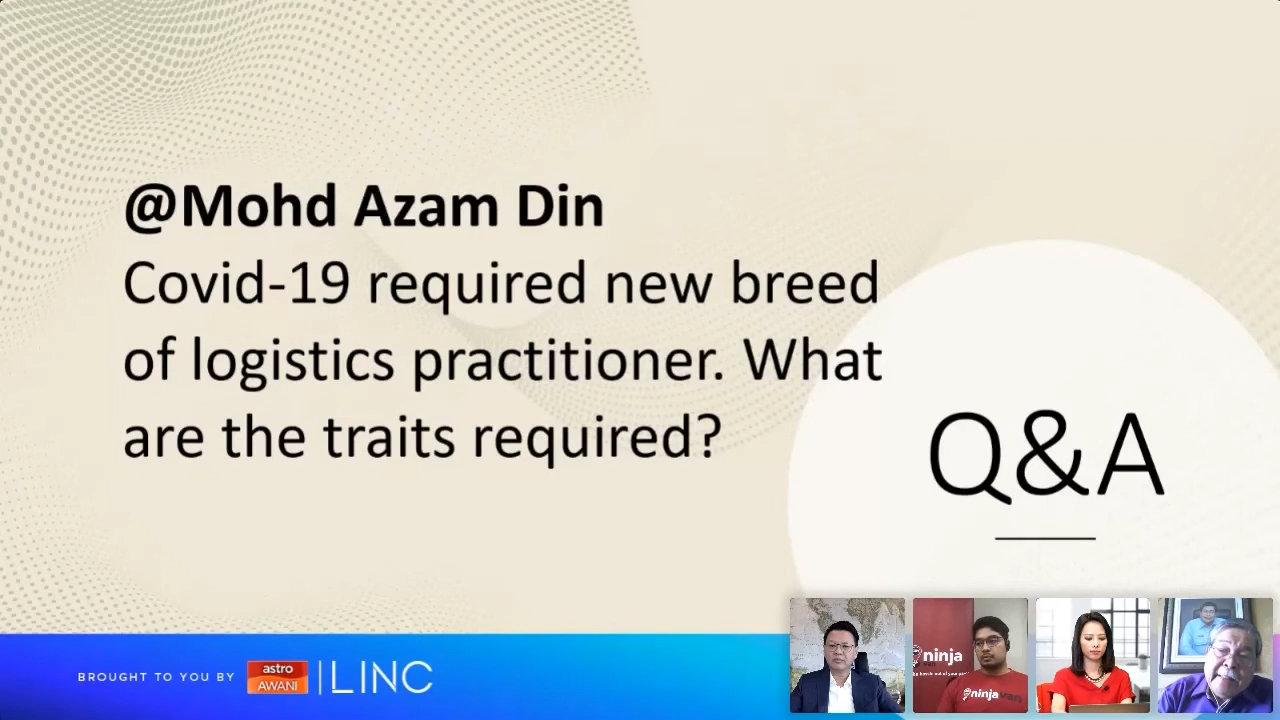 @Mohd Azam Din
Covid-19 required new breed
of logistics practitioner. What
are the traits required?
Q&A
BROUGHT TO YOU BY
astro
AWANI
LINC
ninja
ninjavan